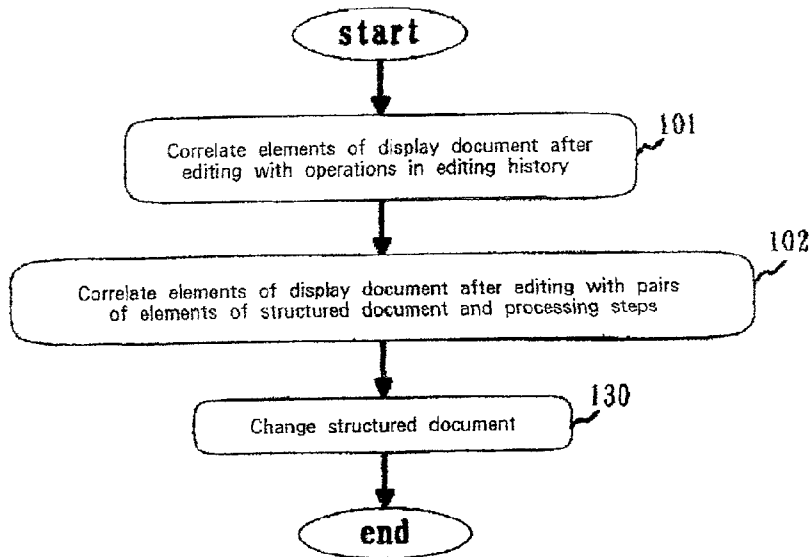 start
101
Correlate elements of display document after
editing with operations in editing history
102
Correlate elements of display document after editing with pairs
of elements of structured document and processing steps
130
Change structured document
end